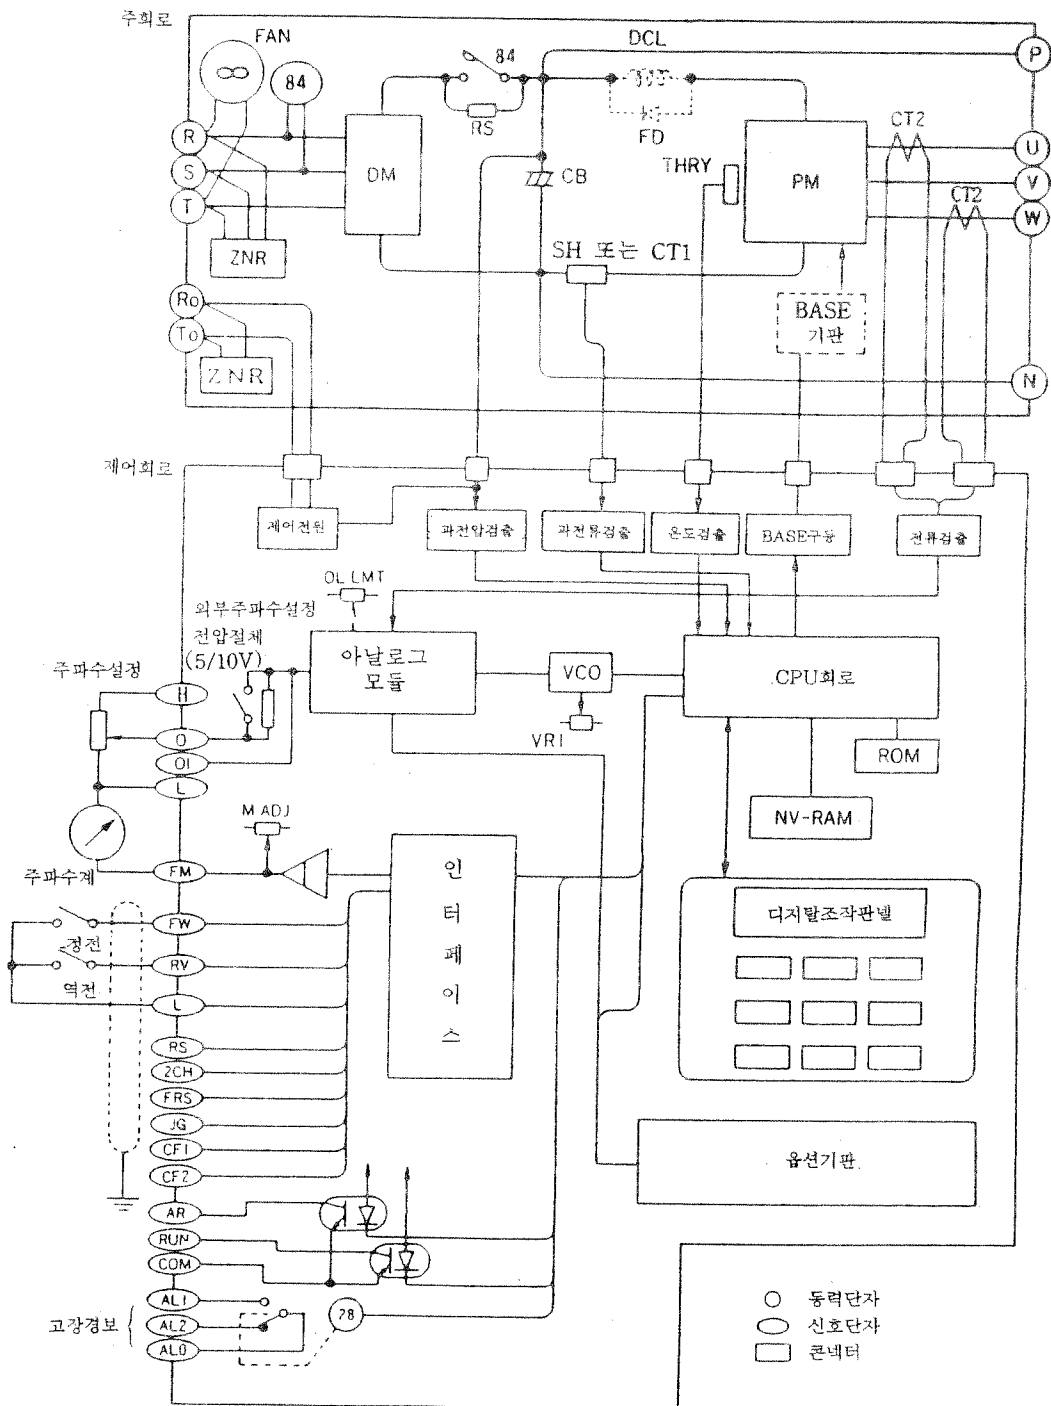 주회로
FAN
84
84
DCL
P
R
S
T
DM
RS
FD
CB
THRY
PM
CT2
CT2
U
V
W
ZNR
SH 또는 CT1
BASE
기판
Ro
To
ZNR
N
제어회로
제어전원
과전압검출
과전류검출
온도검출
BASE구동
전류검출
OL LMT
외부주파수설정
전압절체
(5/10V)
아날로그
모듈
VCO
VR1
CPU회로
ROM
NV-RAM
주파수설정
H
O
OI
L
M ADJ
주파수계
FM
인
터
페
이
스
디지탈조작판넬
FW
정전
RV
역전
L
RS
2CH
FRS
JG
CF1
CF2
옵션기판
AR
RUN
COM
고장경보
AL1
AL2
AL0
28
동력단자
신호단자
콘넥터